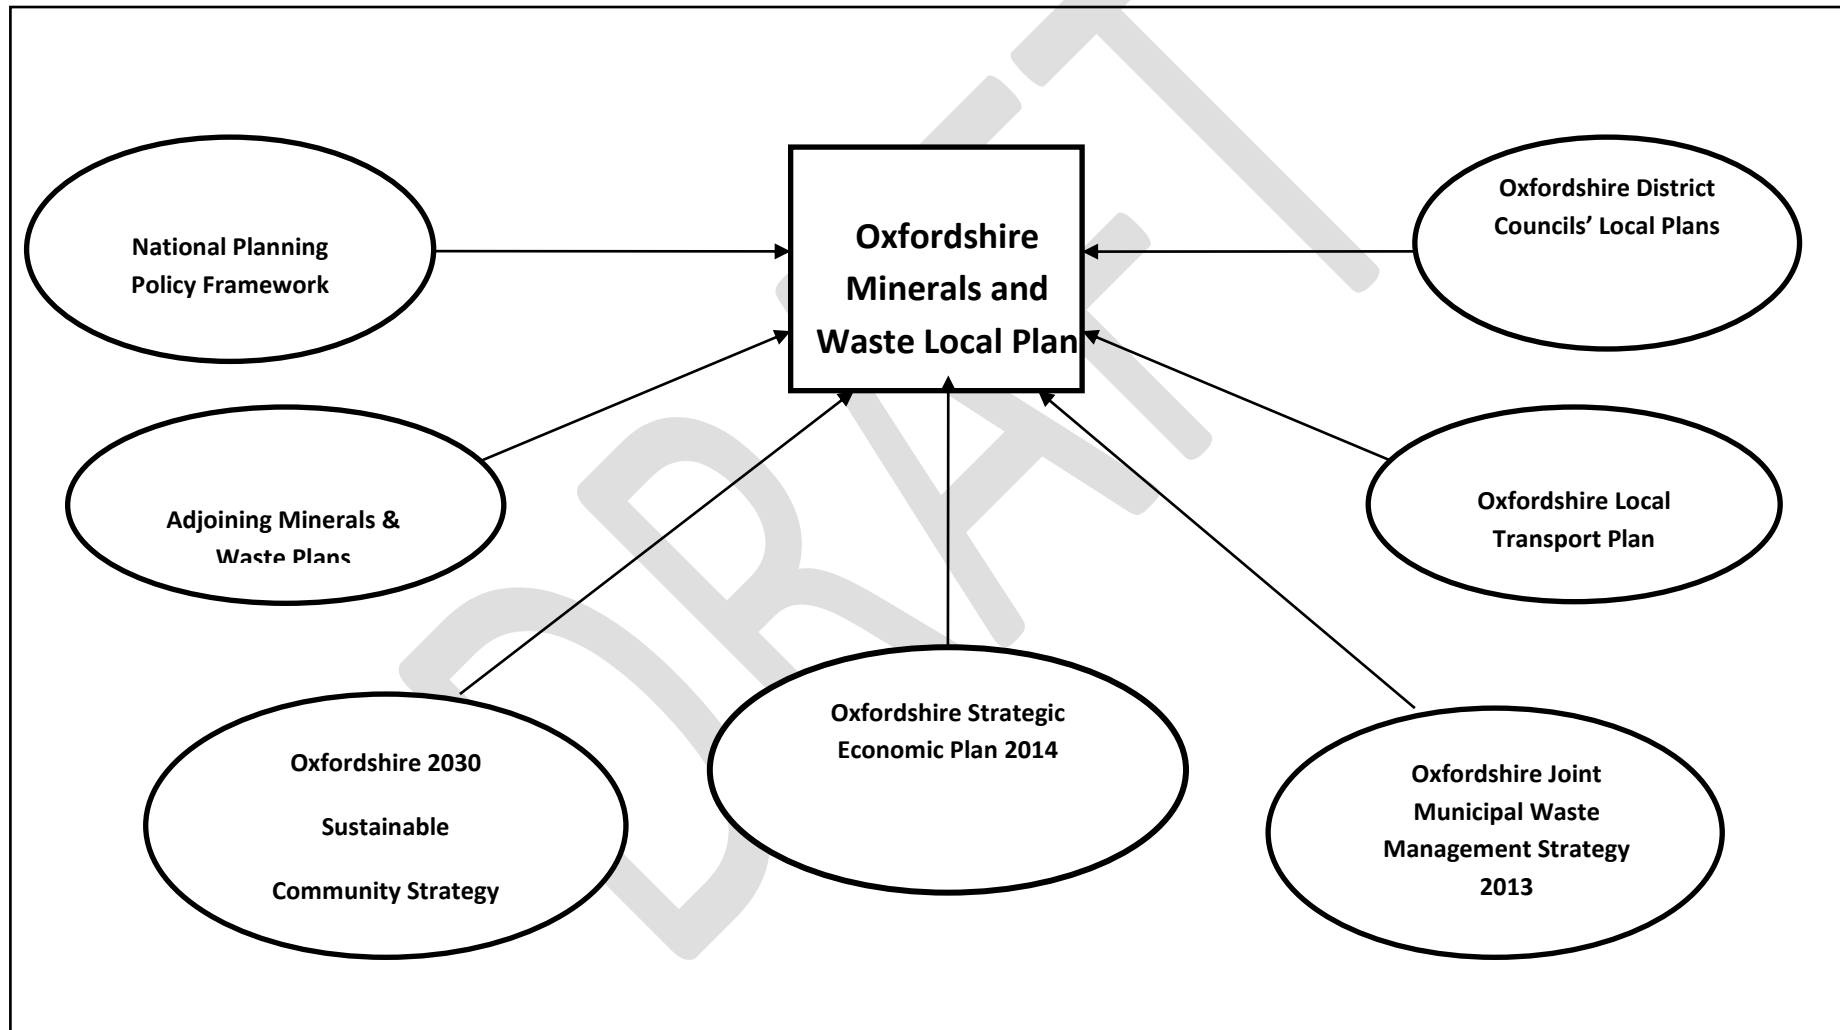 DRAFT
National Planning
Policy Framework
Oxfordshire
Minerals and
Waste Local Plan
Oxfordshire District
Councils’ Local Plans
Adjoining Minerals &
Waste Plans
Oxfordshire Local
Transport Plan
Oxfordshire 2030
Sustainable
Community Strategy
Oxfordshire Strategic
Economic Plan 2014
Oxfordshire Joint
Municipal Waste
Management Strategy
2013